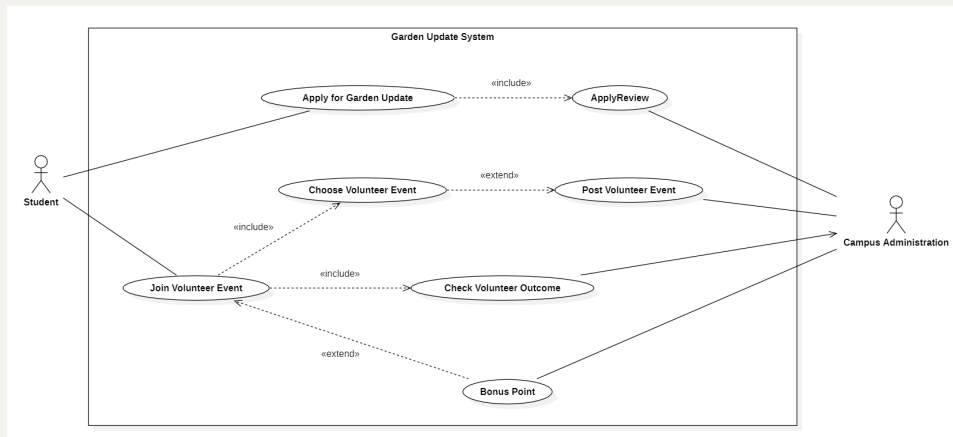 Garden Update System
«include»
Apply for Garden Update
ApplyReview
«extend»
Choose Volunteer Event
Post Volunteer Event
Student
«include»
Campus Administration
«include»
Join Volunteer Event
Check Volunteer Outcome
«extend»
Bonus Point